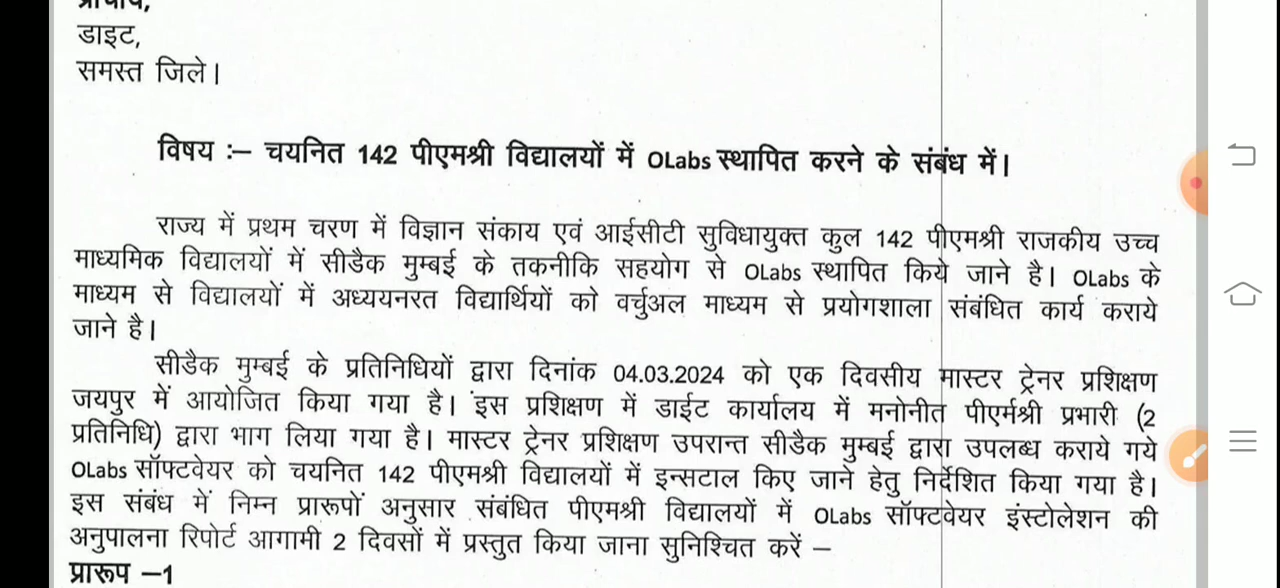 प्राचार्य,
डाइट,
समस्त जिले।
विषय :– चयनित 142 पीएमश्री विद्यालयों में OLabs स्थापित करने के संबंध में।
राज्य में प्रथम चरण में विज्ञान संकाय एवं आईसीटी सुविधायुक्त कुल 142 पीएमश्री राजकीय उच्च
माध्यमिक विद्यालयों में सीडैक मुम्बई के तकनीकि सहयोग से OLabs स्थापित किये जाने है। OLabs के
माध्यम से विद्यालयों में अध्ययनरत विद्यार्थियों को वर्चुअल माध्यम से प्रयोगशाला संबंधित कार्य कराये
जाने है।
सीडैक मुम्बई के प्रतिनिधियों द्वारा दिनांक 04.03.2024 को एक दिवसीय मास्टर ट्रेनर प्रशिक्षण
जयपुर में आयोजित किया गया है। इस प्रशिक्षण में डाईट कार्यालय में मनोनीत पीएमश्री प्रभारी (2
प्रतिनिधि) द्वारा भाग लिया गया है। मास्टर ट्रेनर प्रशिक्षण उपरान्त सीडैक मुम्बई द्वारा उपलब्ध कराये गये
OLabs सॉफ्टवेयर को चयनित 142 पीएमश्री विद्यालयों में इन्सटाल किए जाने हेतु निर्देशित किया गया है।
इस संबंध में निम्न प्रारूपों अनुसार संबंधित पीएमश्री विद्यालयों में OLabs सॉफ्टवेयर इंस्टोलेशन की
अनुपालना रिपोर्ट आगामी 2 दिवसों में प्रस्तुत किया जाना सुनिश्चित करें –
प्रारूप –1